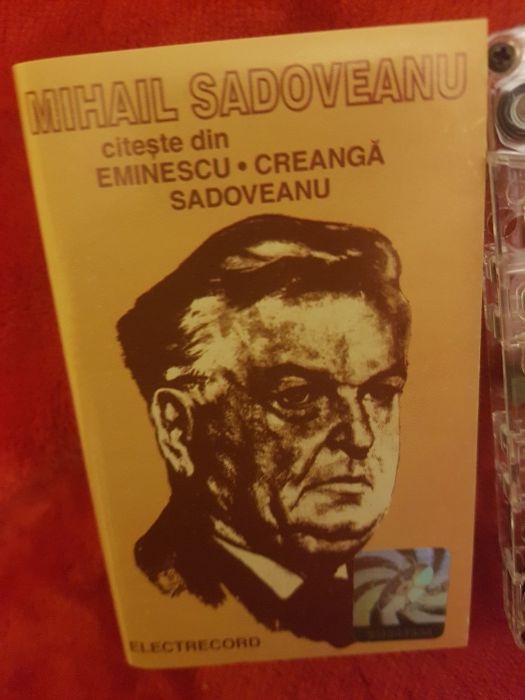 MIHAIL SADOVEANU
citește din
EMINESCU • CREANGĂ
SADOVEANU
ELECTRECORD